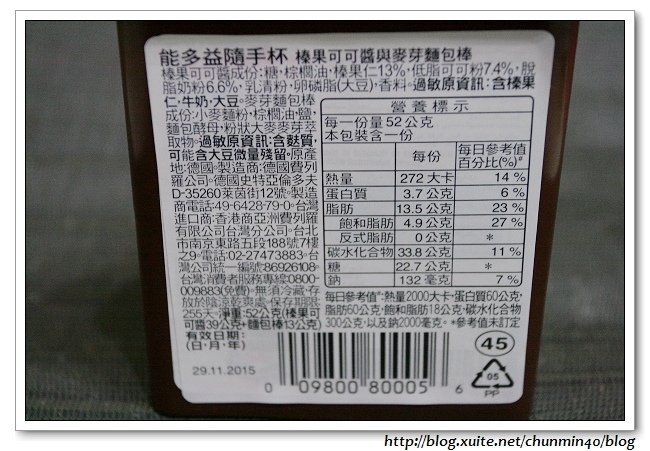 能多益隨手杯 榛果可可醬與麥芽麵包棒
榛果可可醬成份:糖,棕櫚油,榛果仁13%,低脂可可粉7.4%,脫
脂奶粉6.6%,乳清粉,卵磷脂(大豆),香料。過敏原資訊:含榛果
仁,牛奶,大豆。麥芽麵包棒
成份:小麥麵粉,棕櫚油,鹽,
麵包酵母,粉狀大麥麥芽萃
取物。過敏原資訊:含麩質,
可能含大豆微量殘留。原產
地:德國。製造商:德國費列
羅公司。德國史特亞倫多夫
D-35260萊茵街12號。製造
商電話:49-6428-79-0。台灣
進口商:香港商亞洲費列羅
有限公司台灣分公司。台北
市南京東路五段188號7樓
之9。電話:02-27473883。台
灣公司統一編號:86926108。
台灣消費者服務專線:0800-
009883(免費)。無須冷藏,存
放於陰涼乾爽處。保存期限:
255天。淨重:52公克(榛果可
可醬39公克+麵包棒13公克)
有效日期:
(日,月,年)
29.11.2015
營養標示
每一份量 52 公克
本包裝含一份
每份 每日參考值百分比(%)#
熱量 272 大卡 14 %
蛋白質 3.7 公克 6 %
脂肪 13.5 公克 23 %
飽和脂肪 4.9 公克 27 %
反式脂肪 0 公克 *
碳水化合物 33.8 公克 11 %
糖 22.7 公克 *
鈉 132 毫克 7 %
每日參考值#:熱量2000大卡,蛋白質60公克,
脂肪60公克,飽和脂肪18公克,碳水化合物
300公克,以及鈉2000毫克。*參考值未訂定
45
0 09800 80005 6
05
PP
http://blog.xuite.net/chunmin40/blog